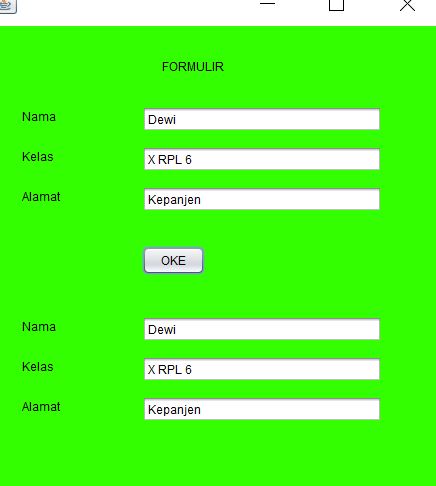 FORMULIR
Nama Dewi
Kelas X RPL 6
Alamat Kepanjen
OKE
Nama Dewi
Kelas X RPL 6
Alamat Kepanjen